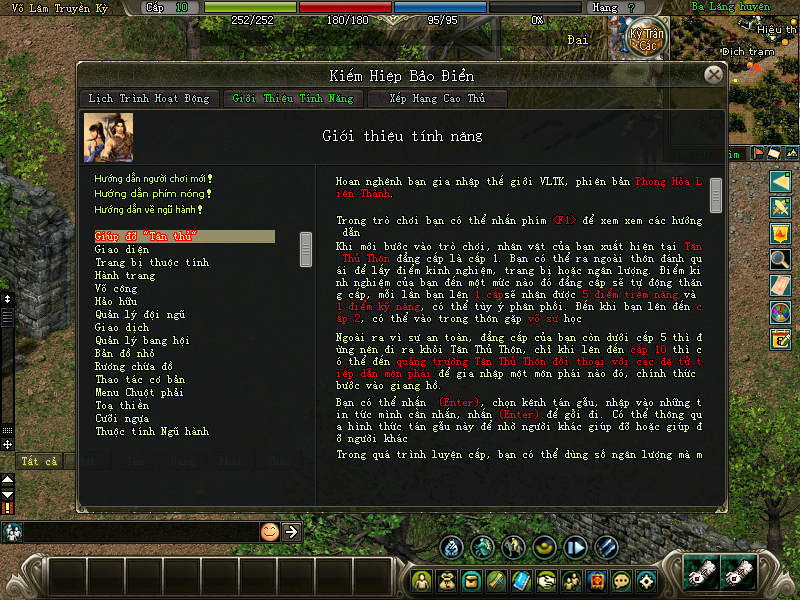 Võ Lâm Truyền Kỳ
Cấp 10
Hạng ?
Ba Lăng huyện
252/252
180/180
95/95
0%
Đai
Kỳ Trân Các
Hiệu th
Dịch trạm
Kiếm Hiệp Bảo Điển
Lịch Trình Hoạt Động
Giới Thiệu Tính Năng
Xếp Hạng Cao Thủ
Giới thiệu tính năng
Hướng dẫn người chơi mới!
Hướng dẫn phím nóng!
Hướng dẫn về ngũ hành!
Giúp đỡ "Tân thủ"
Giao diện
Trang bị thuộc tính
Hành trang
Võ công
Hảo hữu
Quản lý đội ngũ
Giao dịch
Quản lý bang hội
Bản đồ nhỏ
Rương chứa đồ
Thao tác cơ bản
Menu Chuột phải
Toạ thiền
Cưỡi ngựa
Thuộc tính Ngũ hành
Hoan nghênh bạn gia nhập thế giới VLTK, phiên bản Phong Hỏa L
iên Thành.
Trong trò chơi bạn có thể nhấn phím <F1> để xem xem các hướng
dẫn
Khi mới bước vào trò chơi, nhân vật của bạn xuất hiện tại Tân
Thủ Thôn đẳng cấp là cấp 1. Bạn có thể ra ngoài thôn đánh qu
ái để lấy điểm kinh nghiệm, trang bị hoặc ngân lượng. Điểm ki
nh nghiệm của bạn đến một mức nào đó đẳng cấp sẽ tự động thăn
g cấp, mỗi lần bạn lên 1 cấpsẽ nhận được 5 điểm tiềm năng và
1 điểm kỹ năng, có thể tùy ý phân phối. Đến khi bạn lên đến c
ấp 2, có thể vào trong thôn gặp võ sư học
Ngoài ra vì sự an toàn, đẳng cấp của bạn còn dưới cấp 5 thì đ
ừng nên đi ra khỏi Tân Thủ Thôn, chỉ khi lên đến cấp 10 thì c
ó thể đến quảng trường Tân Thủ Thôn đối thoại với các đệ tử t
iếp dẫn môn phái để gia nhập một môn phái nào đó, chính thức
bước vào giang hồ.
Bạn có thể nhấn (Enter), chọn kênh tán gẫu, nhập vào những t
in tức mình cần nhắn, nhấn (Enter) để gởi đi. Có thể thông qu
a hình thức tán gẫu này để nhờ người khác giúp đỡ hoặc giúp đ
ỡ người khác
Trong quá trình luyện cấp, bạn có thể dùng số ngân lượng mà m
Tất cả